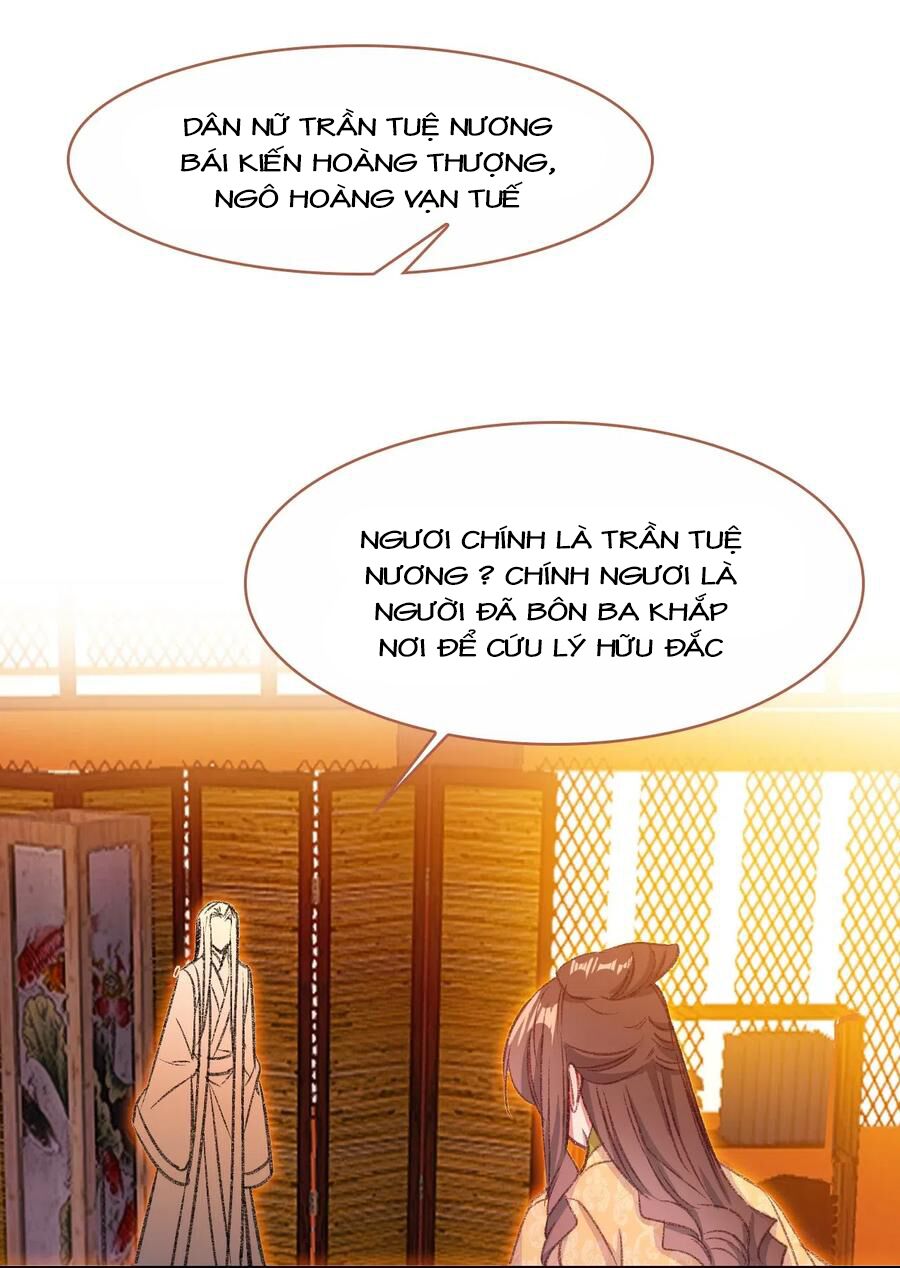 DÂN NỮ TRẦN TUỆ NƯƠNG
BÁI KIẾN HOÀNG THƯỢNG,
NGÔ HOÀNG VẠN TUẾ
NGƯƠI CHÍNH LÀ TRẦN TUỆ
NƯƠNG ? CHÍNH NGƯƠI LÀ
NGƯỜI ĐÃ BÔN BA KHẮP
NƠI ĐỂ CỨU LÝ HỮU ĐẮC